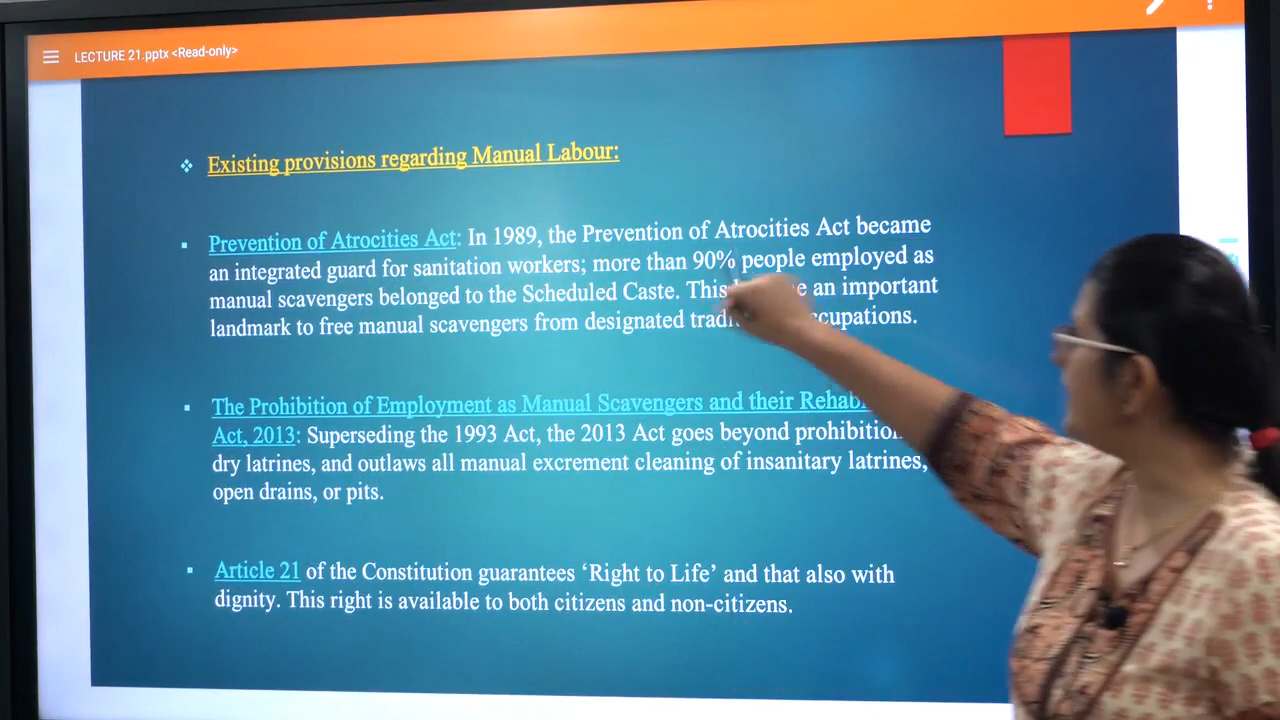 LECTURE 21.pptx <Read-only>
Existing provisions regarding Manual Labour:
Prevention of Atrocities Act: In 1989, the Prevention of Atrocities Act became
an integrated guard for sanitation workers; more than 90% people employed as
manual scavengers belonged to the Scheduled Caste. This an important
landmark to free manual scavengers from designated
The Prohibition of Employment as Manual Scavengers and their
Act, 2013: Superseding the 1993 Act, the 2013 Act goes beyond
dry latrines, and outlaws all manual excrement cleaning of insanitary latrines,
open drains, or pits.
Article 21 of the Constitution guarantees ‘Right to Life’ and that also with
dignity. This right is available to both citizens and non-citizens.